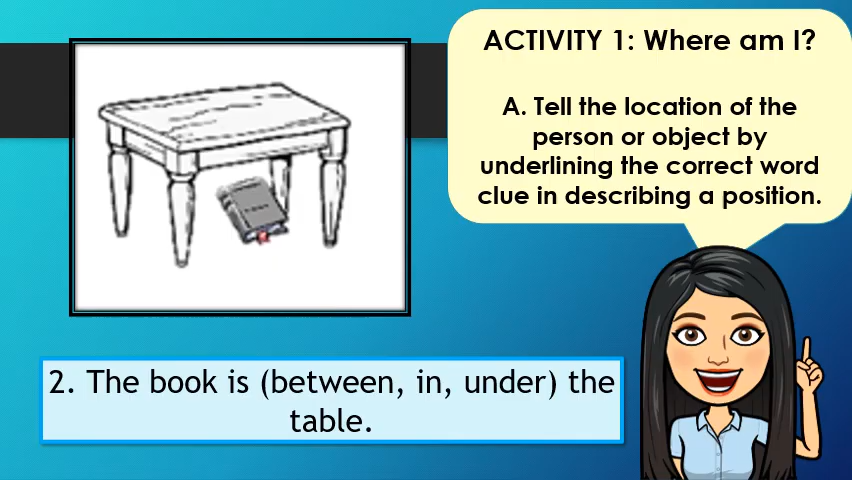 ACTIVITY 1: Where am I?
A. Tell the location of the
person or object by
underlining the correct word
clue in describing a position.
2. The book is (between, in, under) the
table.